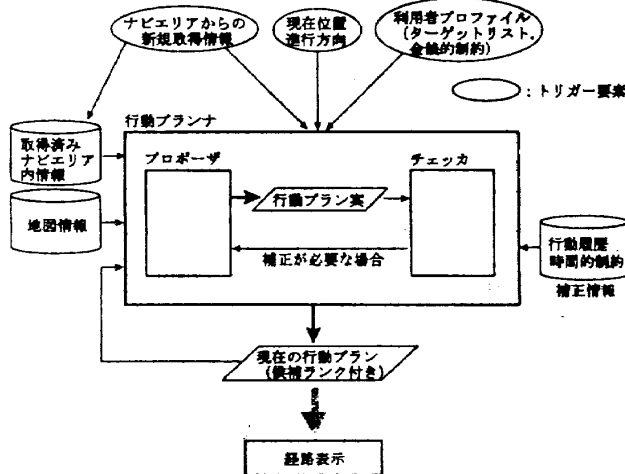 ナビエリアからの
新規取得情報
現在位置
進行方向
利用者プロファイル
(ターゲットリスト,
金銭的制約)
:トリガー要素
行動プランナ
取得済み
ナビエリア
内情報
地図情報
プロポーザ
行動プラン案
チェッカ
補正が必要な場合
行動履歴
時間的制約
補正情報
現在の行動プラン
(候補ランク付き)
経路表示